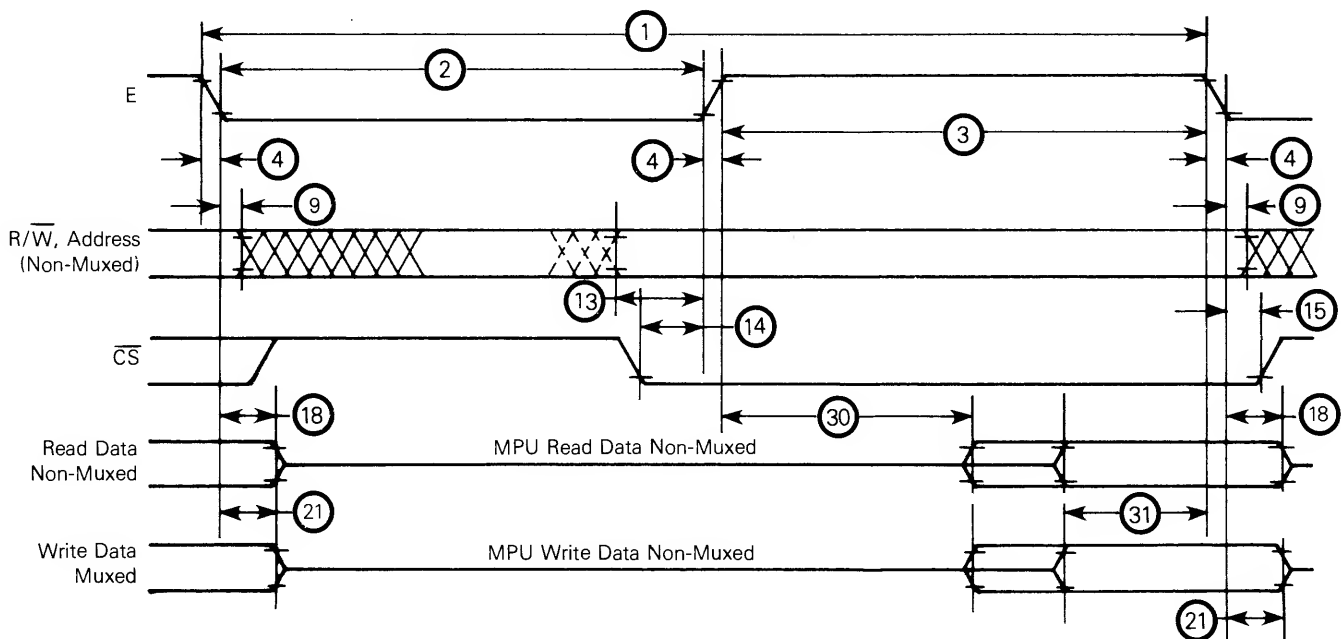 1
2
E
3
4
4
4
9
9
R/W̅, Address
(Non-Muxed)
13
14
15
C̅S̅
18
30
18
Read Data
Non-Muxed
MPU Read Data Non-Muxed
21
31
Write Data
Muxed
MPU Write Data Non-Muxed
21